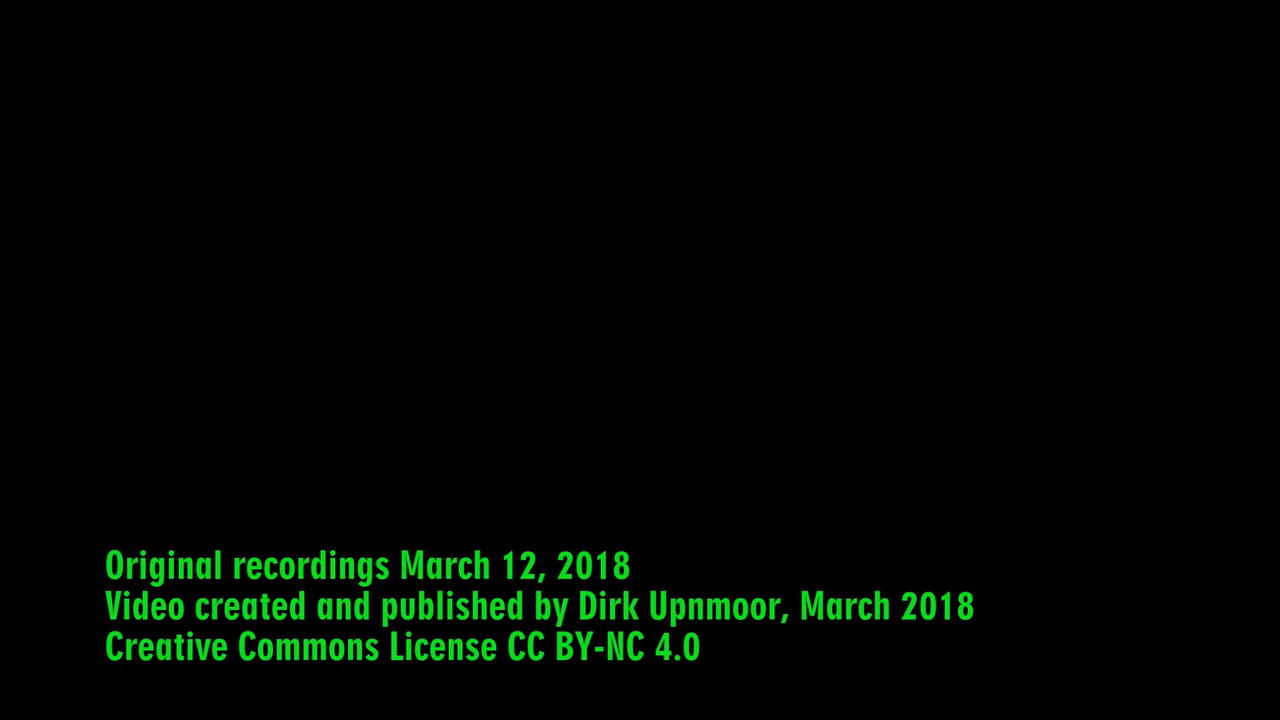 Original recordings March 12, 2018
Video created and published by Dirk Upnmoor, March 2018
Creative Commons License CC BY-NC 4.0